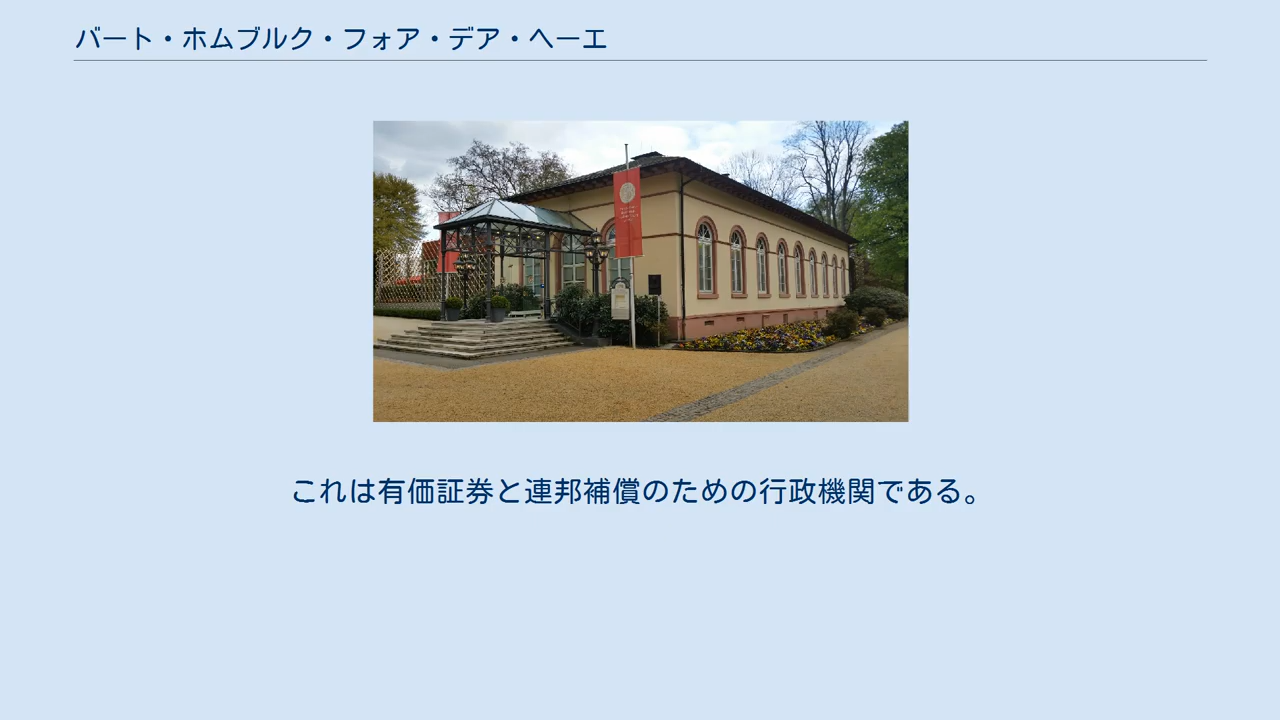 バート・ホムブルク・フォア・デア・ヘーエ
これは有価証券と連邦補償のための行政機関である。